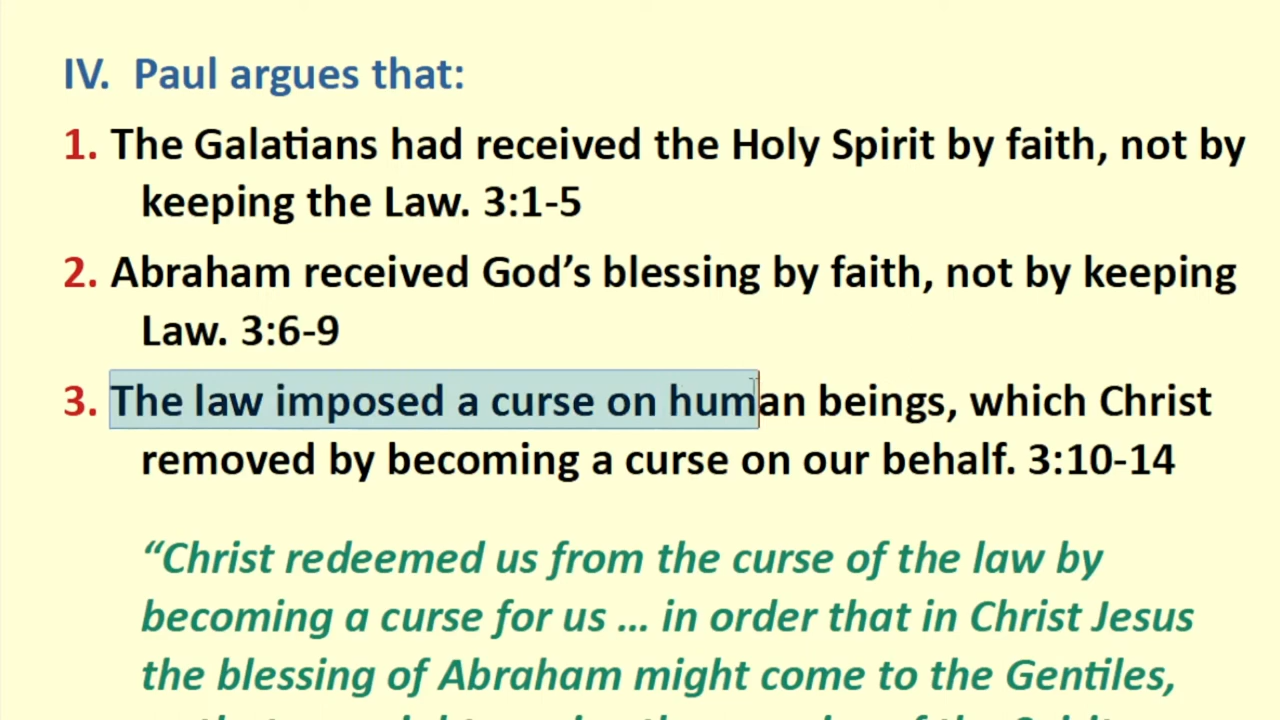 IV. Paul argues that:
1. The Galatians had received the Holy Spirit by faith, not by
keeping the Law. 3:1-5
2. Abraham received God’s blessing by faith, not by keeping
Law. 3:6-9
3. The law imposed a curse on human beings, which Christ
removed by becoming a curse on our behalf. 3:10-14
“Christ redeemed us from the curse of the law by
becoming a curse for us … in order that in Christ Jesus
the blessing of Abraham might come to the Gentiles,